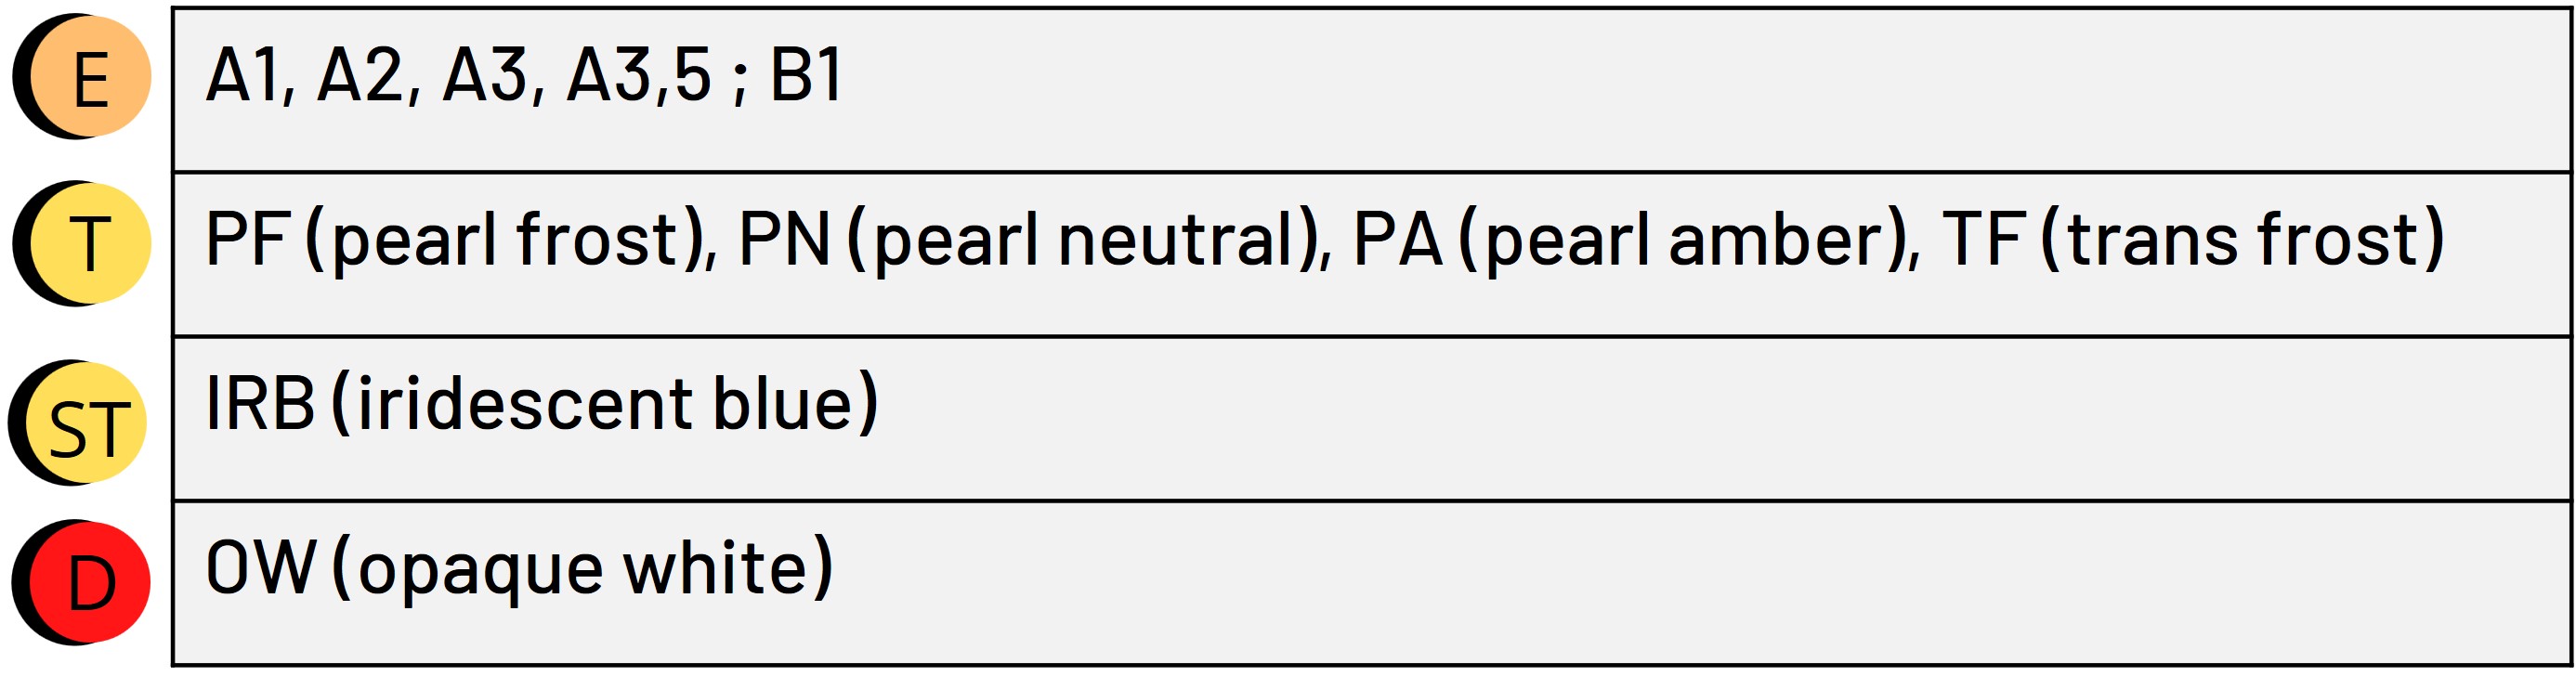 E A1, A2, A3, A3,5 ; B1
T PF (pearl frost), PN (pearl neutral), PA (pearl amber), TF (trans frost)
ST IRB (iridescent blue)
D OW (opaque white)